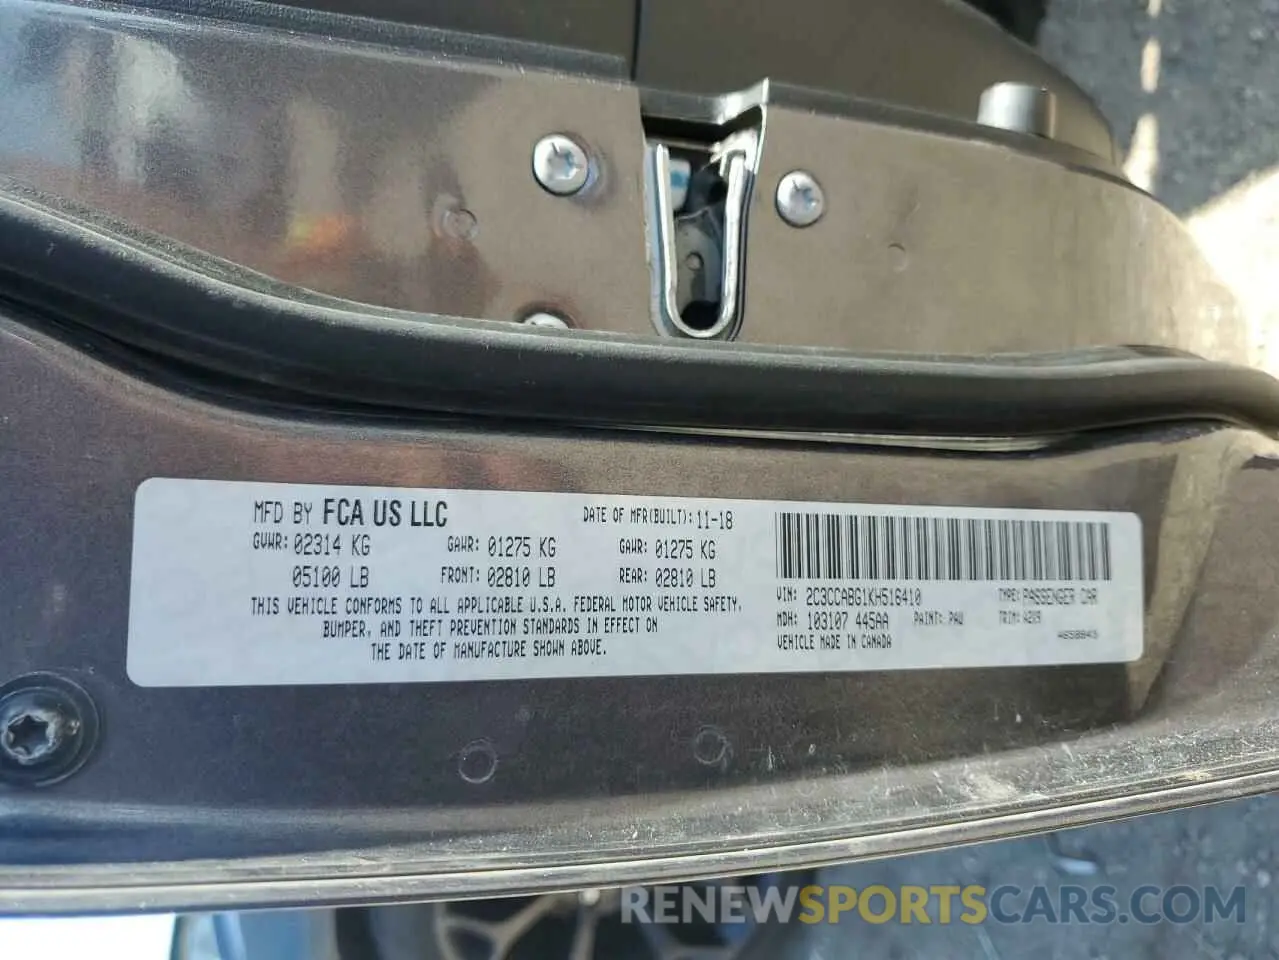 MFD BY FCA US LLC
DATE OF MFR(BUILT): 11-18
GVWR: 02314 KG
GAWR: 01275 KG
GAWR: 01275 KG
05100 LB
FRONT: 02810 LB
REAR: 02810 LB
THIS VEHICLE CONFORMS TO ALL APPLICABLE U.S.A. FEDERAL MOTOR VEHICLE SAFETY,
BUMPER, AND THEFT PREVENTION STANDARDS IN EFFECT ON
THE DATE OF MANUFACTURE SHOWN ABOVE.
VIN: 2C3CCABG1KH516410
TYPE: PASSENGER CAR
MDH: 103107 445AA
PAINT: PAU
TRIM: A2X9
VEHICLE MADE IN CANADA
RENEWSPORTSCARS.COM